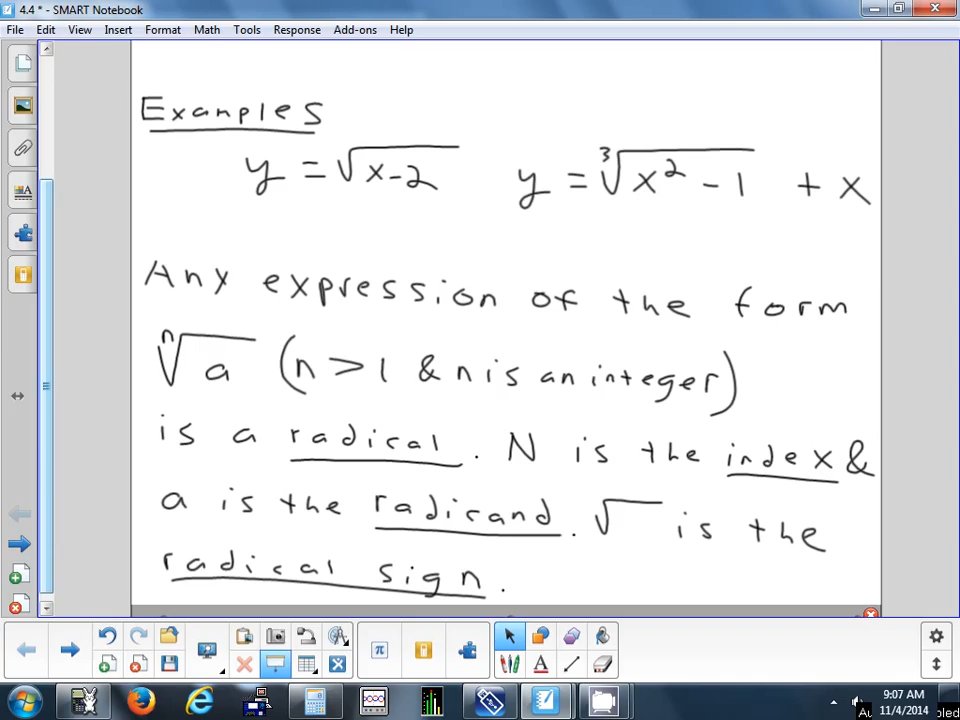 4.4 * - SMART Notebook
File Edit View Insert Format Math Tools Response Add-ons Help
Examples
y = √x-2 y = ³√x² - 1 + x
Any expression of the form
ⁿ√a (n > 1 & n is an integer)
is a radical. N is the index &
a is the radicand. √ is the
radical sign.
9:07 AM
11/4/2014